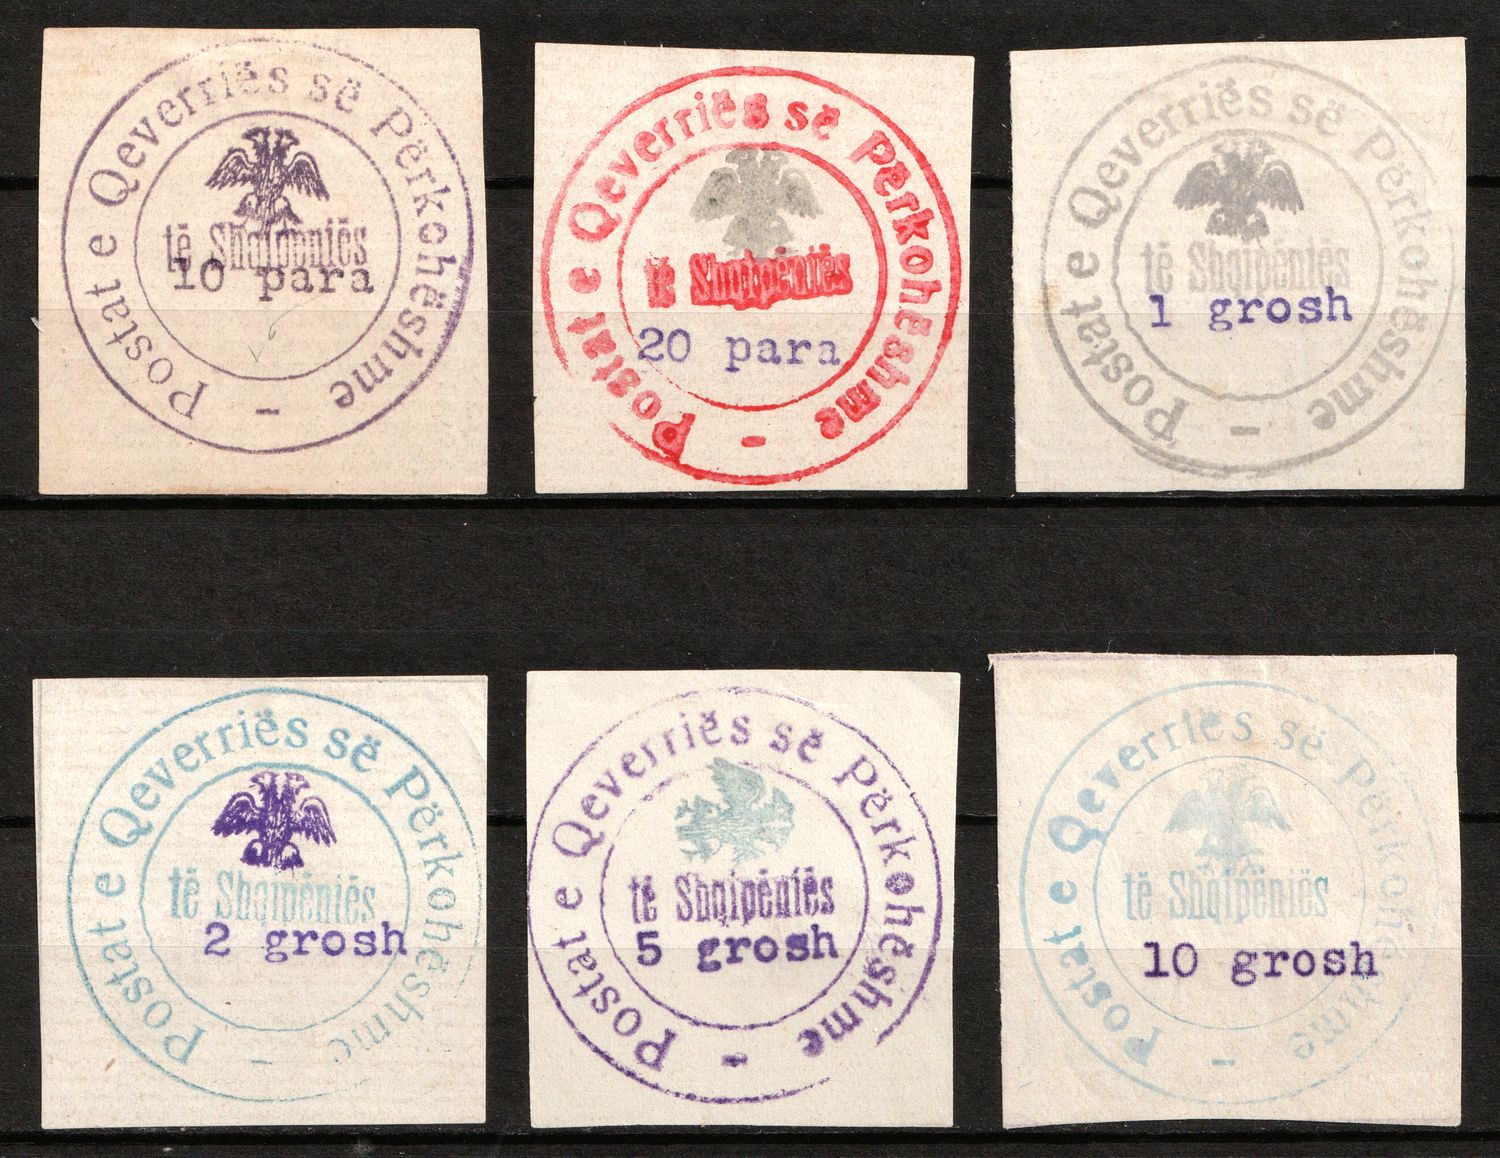 Postat e Qeverriës së Përkohëshme -
të Shqipëniës
10 para
Postat e Qeverriës së Përkohëshme -
të Shqipëniës
20 para
Postat e Qeverriës së Përkohëshme -
të Shqipëniës
1 grosh
Postat e Qeverriës së Përkohëshme -
të Shqipëniës
2 grosh
Postat e Qeverriës së Përkohëshme -
të Shqipëniës
5 grosh
Postat e Qeverriës së Përkohëshme -
të Shqipëniës
10 grosh